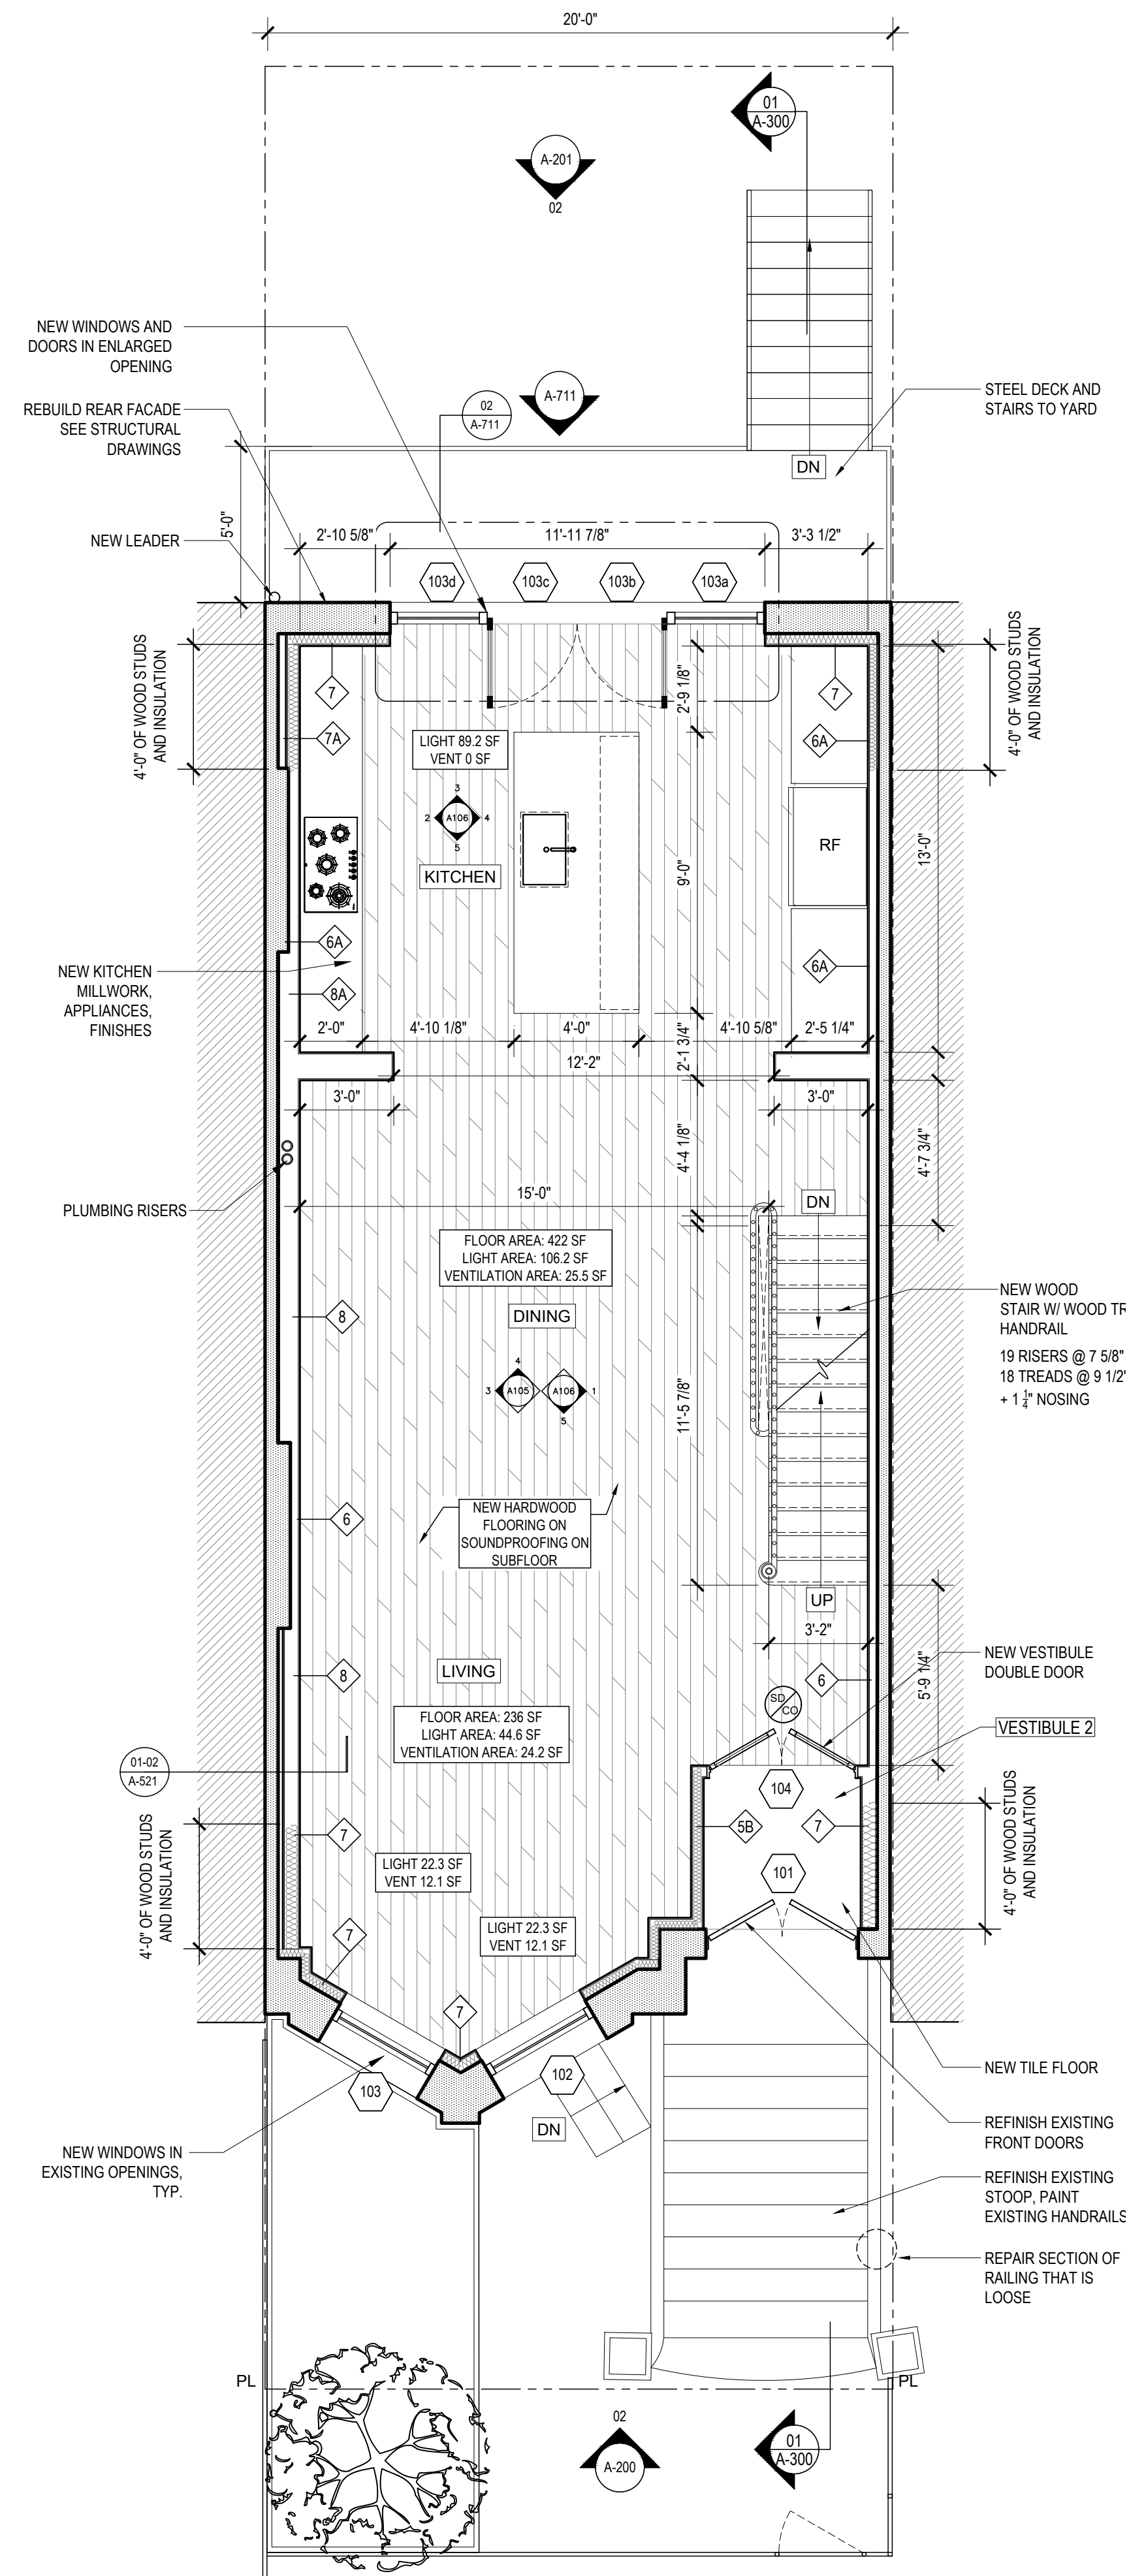 20'-0"
01
A-300
A-201
02
NEW WINDOWS AND
DOORS IN ENLARGED
OPENING
A-711
02
A-711
STEEL DECK AND
STAIRS TO YARD
REBUILD REAR FACADE
SEE STRUCTURAL
DRAWINGS
DN
5'-0"
2'-10 5/8"
11'-11 7/8"
3'-3 1/2"
NEW LEADER
103d
103c
103b
103a
4'-0" OF WOOD STUDS
AND INSULATION
4'-0" OF WOOD STUDS
AND INSULATION
7
7
2'-9 1/8"
7A
6A
LIGHT 89.2 SF
VENT 0 SF
3
2
A106
4
5
KITCHEN
RF
13'-0"
9'-0"
6A
6A
8A
NEW KITCHEN
MILLWORK,
APPLIANCES,
FINISHES
2'-0"
4'-10 1/8"
4'-0"
4'-10 5/8"
2'-5 1/4"
2'-1 3/4"
12'-2"
3'-0"
3'-0"
4'-4 1/8"
4'-7 3/4"
PLUMBING RISERS
15'-0"
DN
FLOOR AREA: 422 SF
LIGHT AREA: 106.2 SF
VENTILATION AREA: 25.5 SF
8
DINING
NEW WOOD
STAIR W/ WOOD TR
HANDRAIL
19 RISERS @ 7 5/8"
18 TREADS @ 9 1/2"
+ 1 1/4" NOSING
4
3
A105
A106
1
5
11'-5 7/8"
6
NEW HARDWOOD
FLOORING ON
SOUNDPROOFING ON
SUBFLOOR
UP
3'-2"
5'-9 1/4"
NEW VESTIBULE
DOUBLE DOOR
LIVING
8
6
FLOOR AREA: 236 SF
LIGHT AREA: 44.6 SF
VENTILATION AREA: 24.2 SF
SD
CO
VESTIBULE 2
01-02
A-521
104
4'-0" OF WOOD STUDS
AND INSULATION
4'-0" OF WOOD STUDS
AND INSULATION
7
5B
7
LIGHT 22.3 SF
VENT 12.1 SF
101
LIGHT 22.3 SF
VENT 12.1 SF
7
7
NEW TILE FLOOR
103
102
DN
REFINISH EXISTING
FRONT DOORS
NEW WINDOWS IN
EXISTING OPENINGS,
TYP.
REFINISH EXISTING
STOOP, PAINT
EXISTING HANDRAILS
REPAIR SECTION OF
RAILING THAT IS
LOOSE
PL
PL
02
A-200
01
A-300